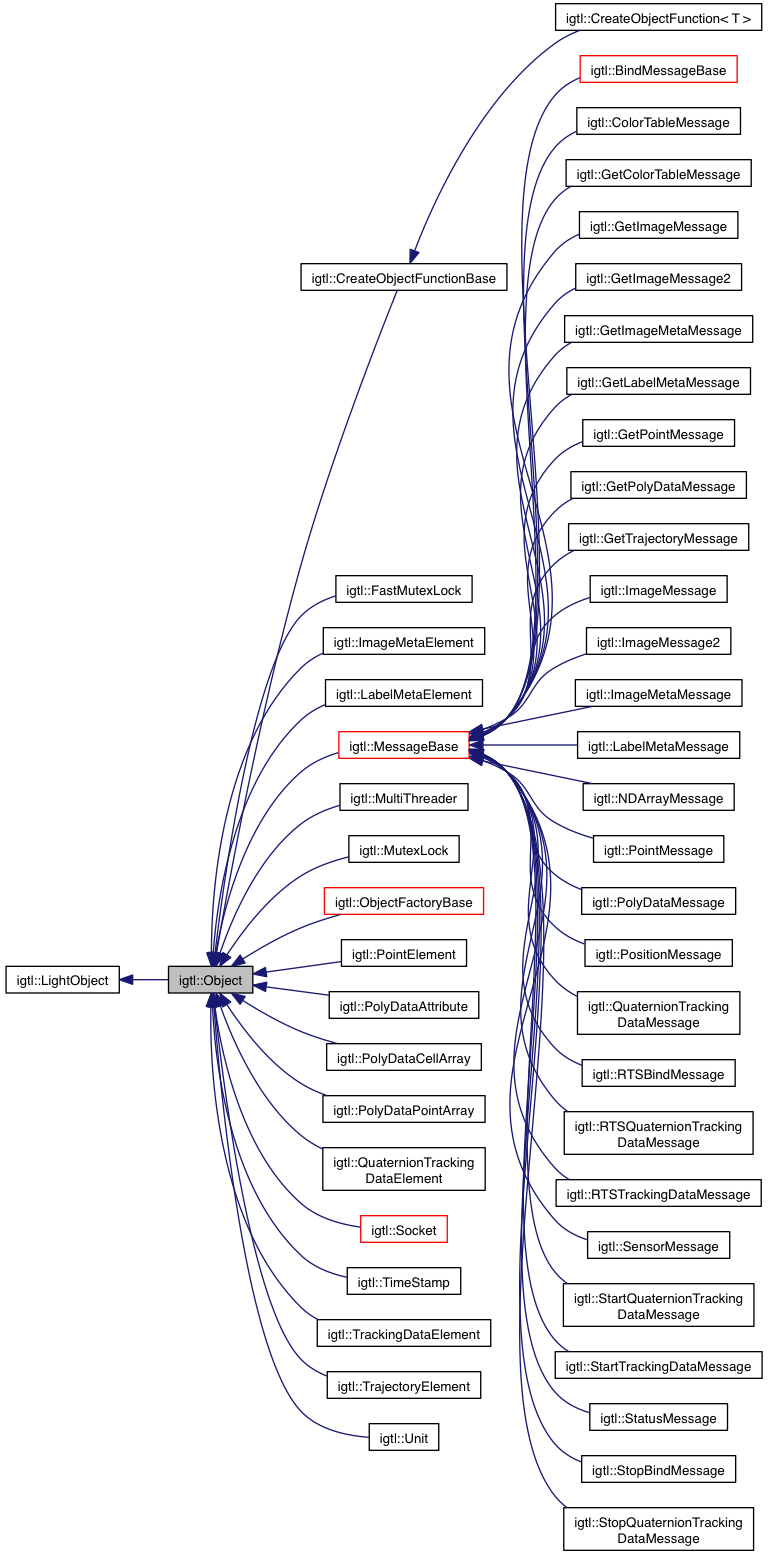 igtl::LightObject
igtl::Object
igtl::CreateObjectFunctionBase
igtl::FastMutexLock
igtl::ImageMetaElement
igtl::LabelMetaElement
igtl::MessageBase
igtl::MultiThreader
igtl::MutexLock
igtl::ObjectFactoryBase
igtl::PointElement
igtl::PolyDataAttribute
igtl::PolyDataCellArray
igtl::PolyDataPointArray
igtl::QuaternionTracking
DataElement
igtl::Socket
igtl::TimeStamp
igtl::TrackingDataElement
igtl::TrajectoryElement
igtl::Unit
igtl::CreateObjectFunction< T >
igtl::BindMessageBase
igtl::ColorTableMessage
igtl::GetColorTableMessage
igtl::GetImageMessage
igtl::GetImageMessage2
igtl::GetImageMetaMessage
igtl::GetLabelMetaMessage
igtl::GetPointMessage
igtl::GetPolyDataMessage
igtl::GetTrajectoryMessage
igtl::ImageMessage
igtl::ImageMessage2
igtl::ImageMetaMessage
igtl::LabelMetaMessage
igtl::NDArrayMessage
igtl::PointMessage
igtl::PolyDataMessage
igtl::PositionMessage
igtl::QuaternionTracking
DataMessage
igtl::RTSBindMessage
igtl::RTSQuaternionTracking
DataMessage
igtl::RTSTrackingDataMessage
igtl::SensorMessage
igtl::StartQuaternionTracking
DataMessage
igtl::StartTrackingDataMessage
igtl::StatusMessage
igtl::StopBindMessage
igtl::StopQuaternionTracking
DataMessage